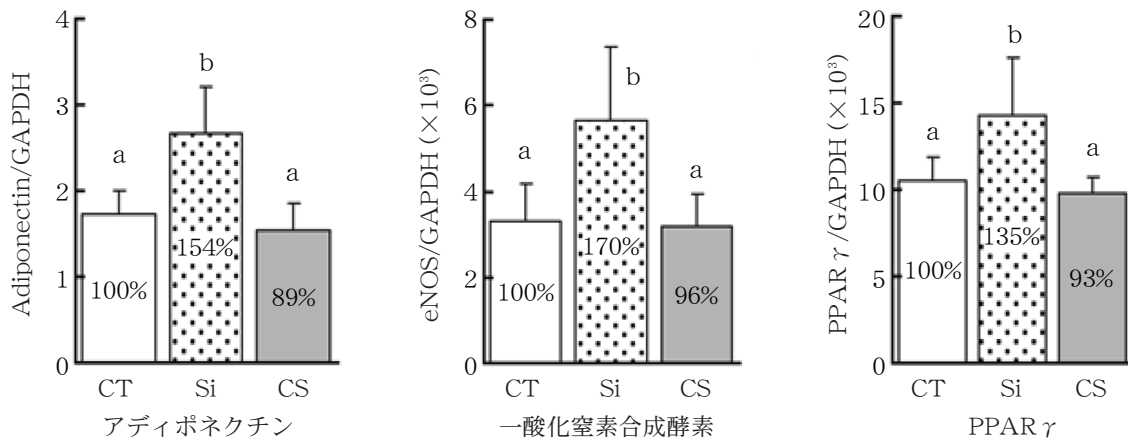 Adiponectin/GAPDH
4
3
2
1
0
a
b
a
100%
154%
89%
CT Si CS
アディポネクチン
eNOS/GAPDH (×10³)
8
6
4
2
0
a
b
a
100%
170%
96%
CT Si CS
一酸化窒素合成酵素
PPARγ/GAPDH (×10³)
20
15
10
5
0
a
b
a
100%
135%
93%
CT Si CS
PPARγ